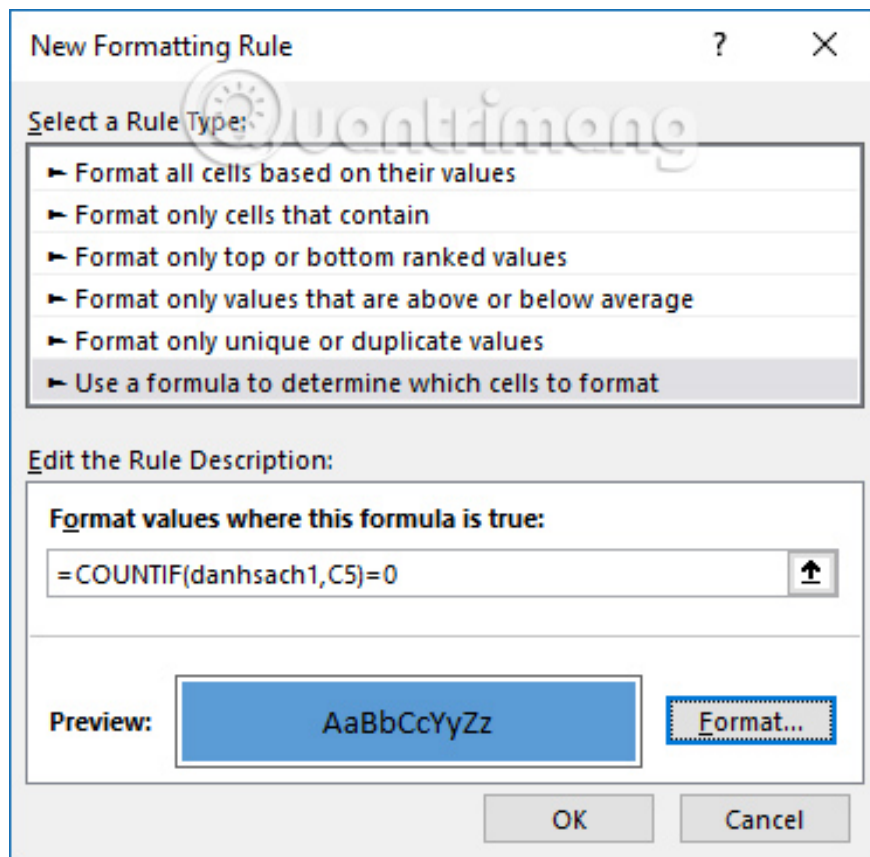 New Formatting Rule
?
Quantrimang
Select a Rule Type:
► Format all cells based on their values
► Format only cells that contain
► Format only top or bottom ranked values
► Format only values that are above or below average
► Format only unique or duplicate values
► Use a formula to determine which cells to format
Edit the Rule Description:
Format values where this formula is true:
=COUNTIF(danhsach1,C5)=0
Preview:
AaBbCcYyZz
Format...
OK
Cancel